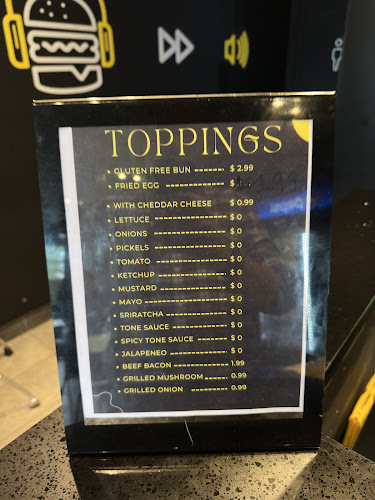 TOPPINGS
• GLUTEN FREE BUN -------- $ 2.99
• FRIED EGG -------------- $
• WITH CHEDDAR CHEESE $ 0.99
• LETTUCE ---------------- $ 0
• ONIONS ----------------- $ 0
• PICKELS ---------------- $ 0
• TOMATO ----------------- $ 0
• KETCHUP ---------------- $ 0
• MUSTARD ---------------- $ 0
• MAYO ------------------- $ 0
• SRIRATCHA -------------- $ 0
• TONE SAUCE ------------- $ 0
• SPICY TONE SAUCE ------- $ 0
• JALAPENEO -------------- $ 0
• BEEF BACON ------------- 1.99
• GRILLED MUSHROOM ----- 0.99
• GRILLED ONION -------- 0.99